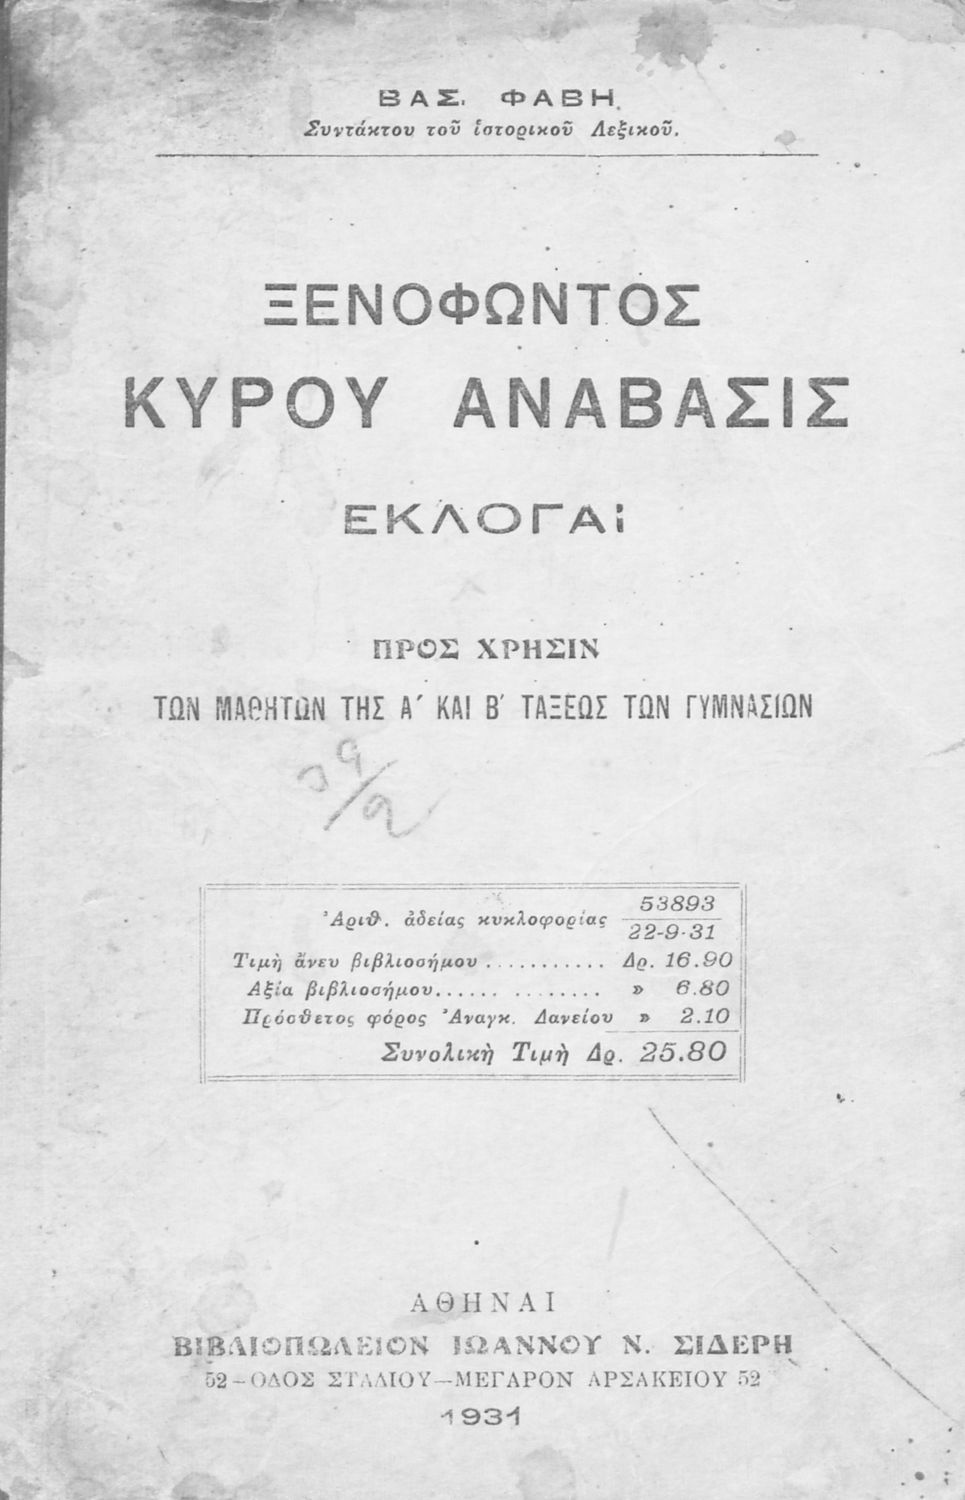 ΒΑΣ. ΦΑΒΗ.
Συντάκτου τοῦ ἱστορικοῦ Λεξικοῦ.
ΞΕΝΟΦΩΝΤΟΣ
ΚΥΡΟΥ ΑΝΑΒΑΣΙΣ
ΕΚΛΟΓΑΙ
ΠΡΟΣ ΧΡΗΣΙΝ
ΤΩΝ ΜΑΘΗΤΩΝ ΤΗΣ Α΄ ΚΑΙ Β΄ ΤΑΞΕΩΣ ΤΩΝ ΓΥΜΝΑΣΙΩΝ
Ἀριθ. ἀδείας κυκλοφορίας 53893
22-9-31
Τιμὴ ἄνευ βιβλιοσήμου ........... Δρ. 16.90
Ἀξία βιβλιοσήμου...... ........ » 6.80
Πρόσθετος φόρος Ἀναγκ. Δανείου » 2.10
Συνολικὴ Τιμὴ Δρ. 25.80
ΑΘΗΝΑΙ
ΒΙΒΛΙΟΠΩΛΕΙΟΝ ΙΩΑΝΝΟΥ Ν. ΣΙΔΕΡΗ
52–ΟΔΟΣ ΣΤΑΔΙΟΥ—ΜΕΓΑΡΟΝ ΑΡΣΑΚΕΙΟΥ 52
1931